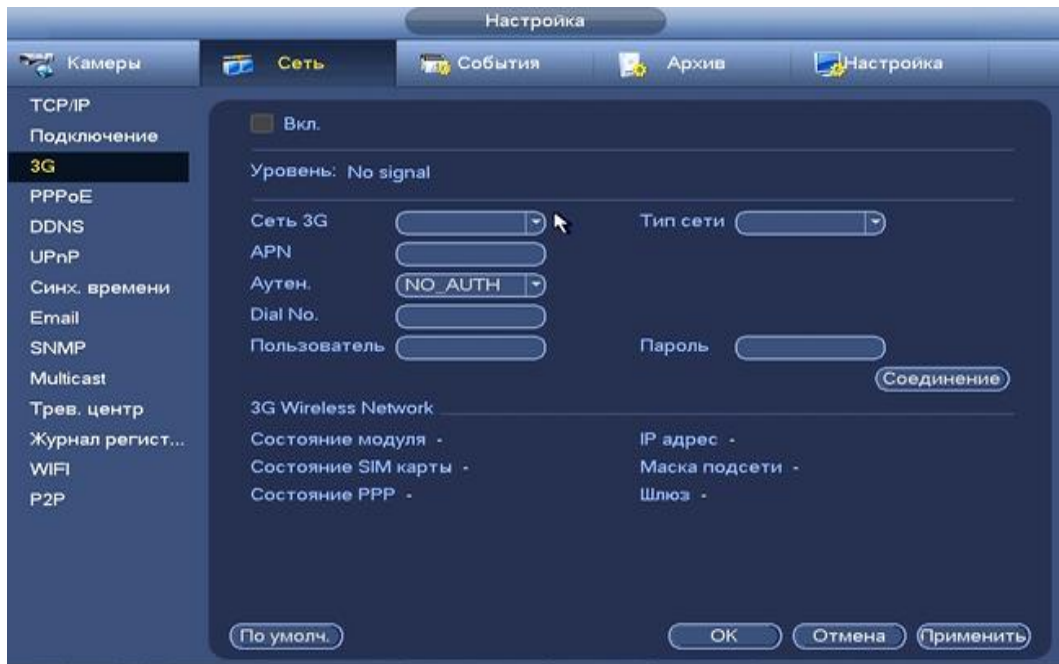 Настройка
Камеры Сеть События Архив Настройка
TCP/IP
Подключение
3G
PPPoE
DDNS
UPnP
Синх. времени
Email
SNMP
Multicast
Трев. центр
Журнал регист...
WIFI
P2P
Вкл.
Уровень: No signal
Сеть 3G Тип сети
APN
Аутен. NO_AUTH
Dial No.
Пользователь Пароль
Соединение
3G Wireless Network
Состояние модуля - IP адрес -
Состояние SIM карты - Маска подсети -
Состояние PPP - Шлюз -
По умолч. OK Отмена Применить